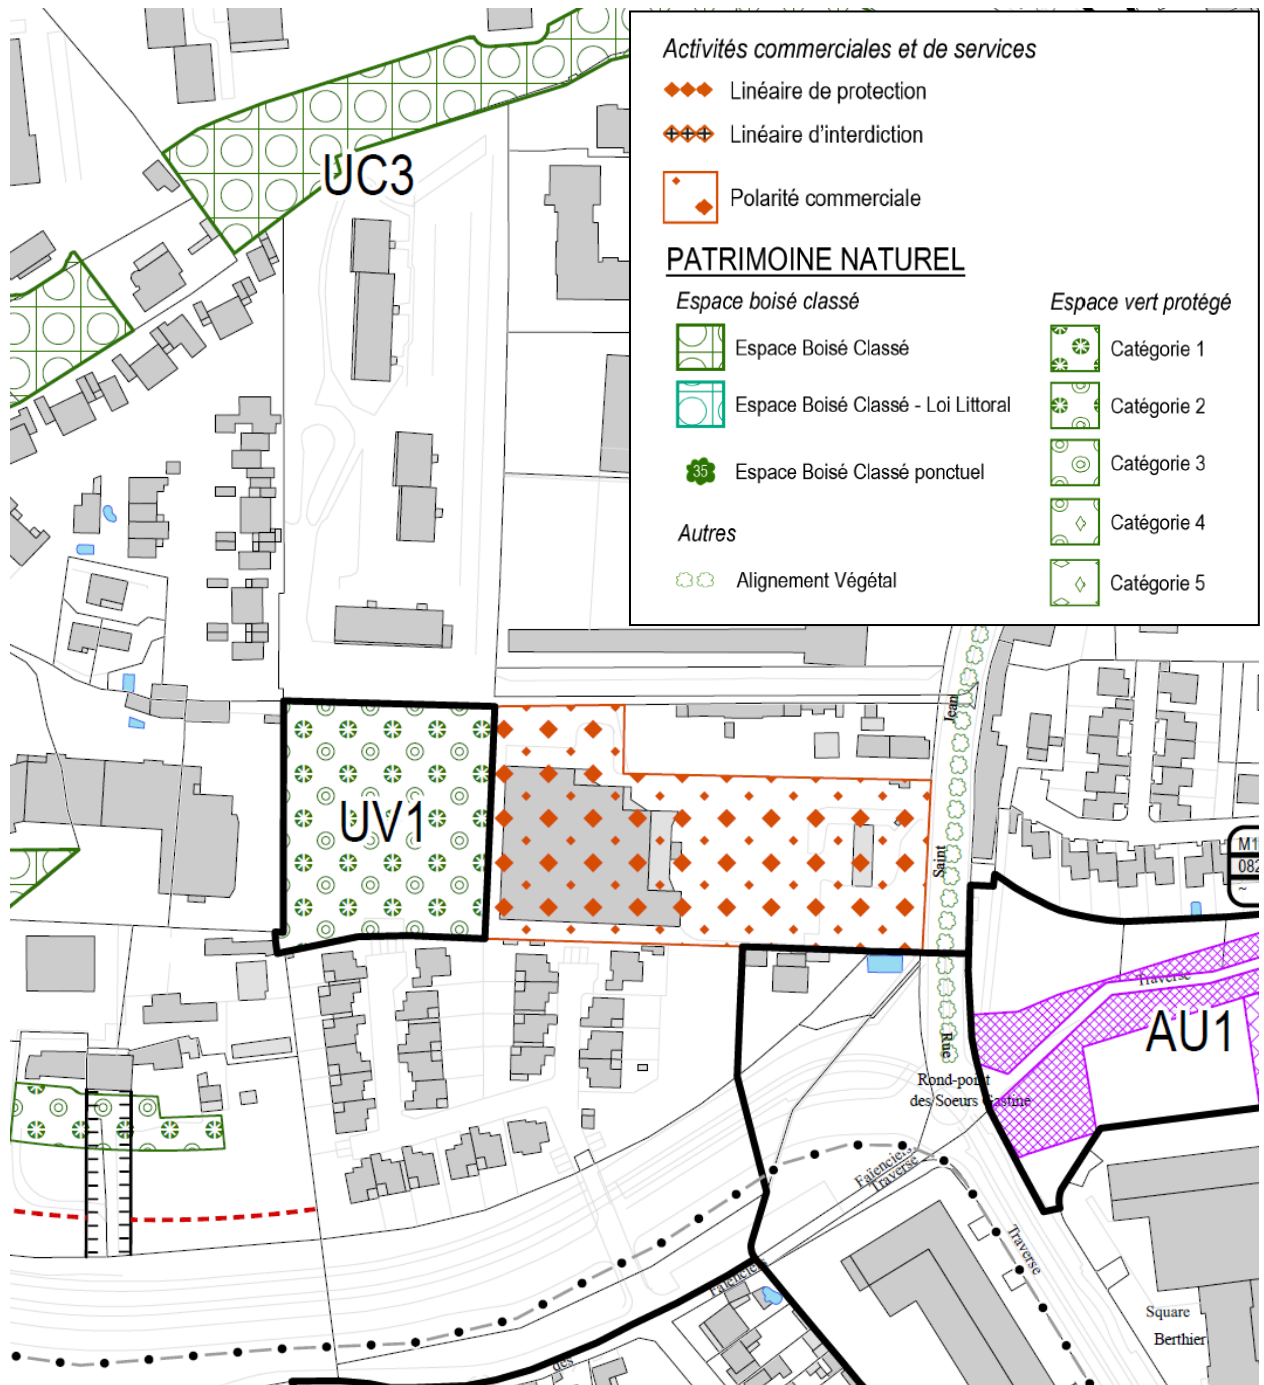 Activités commerciales et de services
Linéaire de protection
Linéaire d'interdiction
Polarité commerciale
PATRIMOINE NATUREL
Espace boisé classé
Espace Boisé Classé
Espace Boisé Classé - Loi Littoral
35 Espace Boisé Classé ponctuel
Autres
Alignement Végétal
Espace vert protégé
Catégorie 1
Catégorie 2
Catégorie 3
Catégorie 4
Catégorie 5
UC3
UV1
Jean
Saint
Rue
M1
082
~
Traverse
AU1
Rond-point
des Soeurs Gastine
Faïenciers
Traverse
Traverse
Faïenciers
des
Square
Berthier